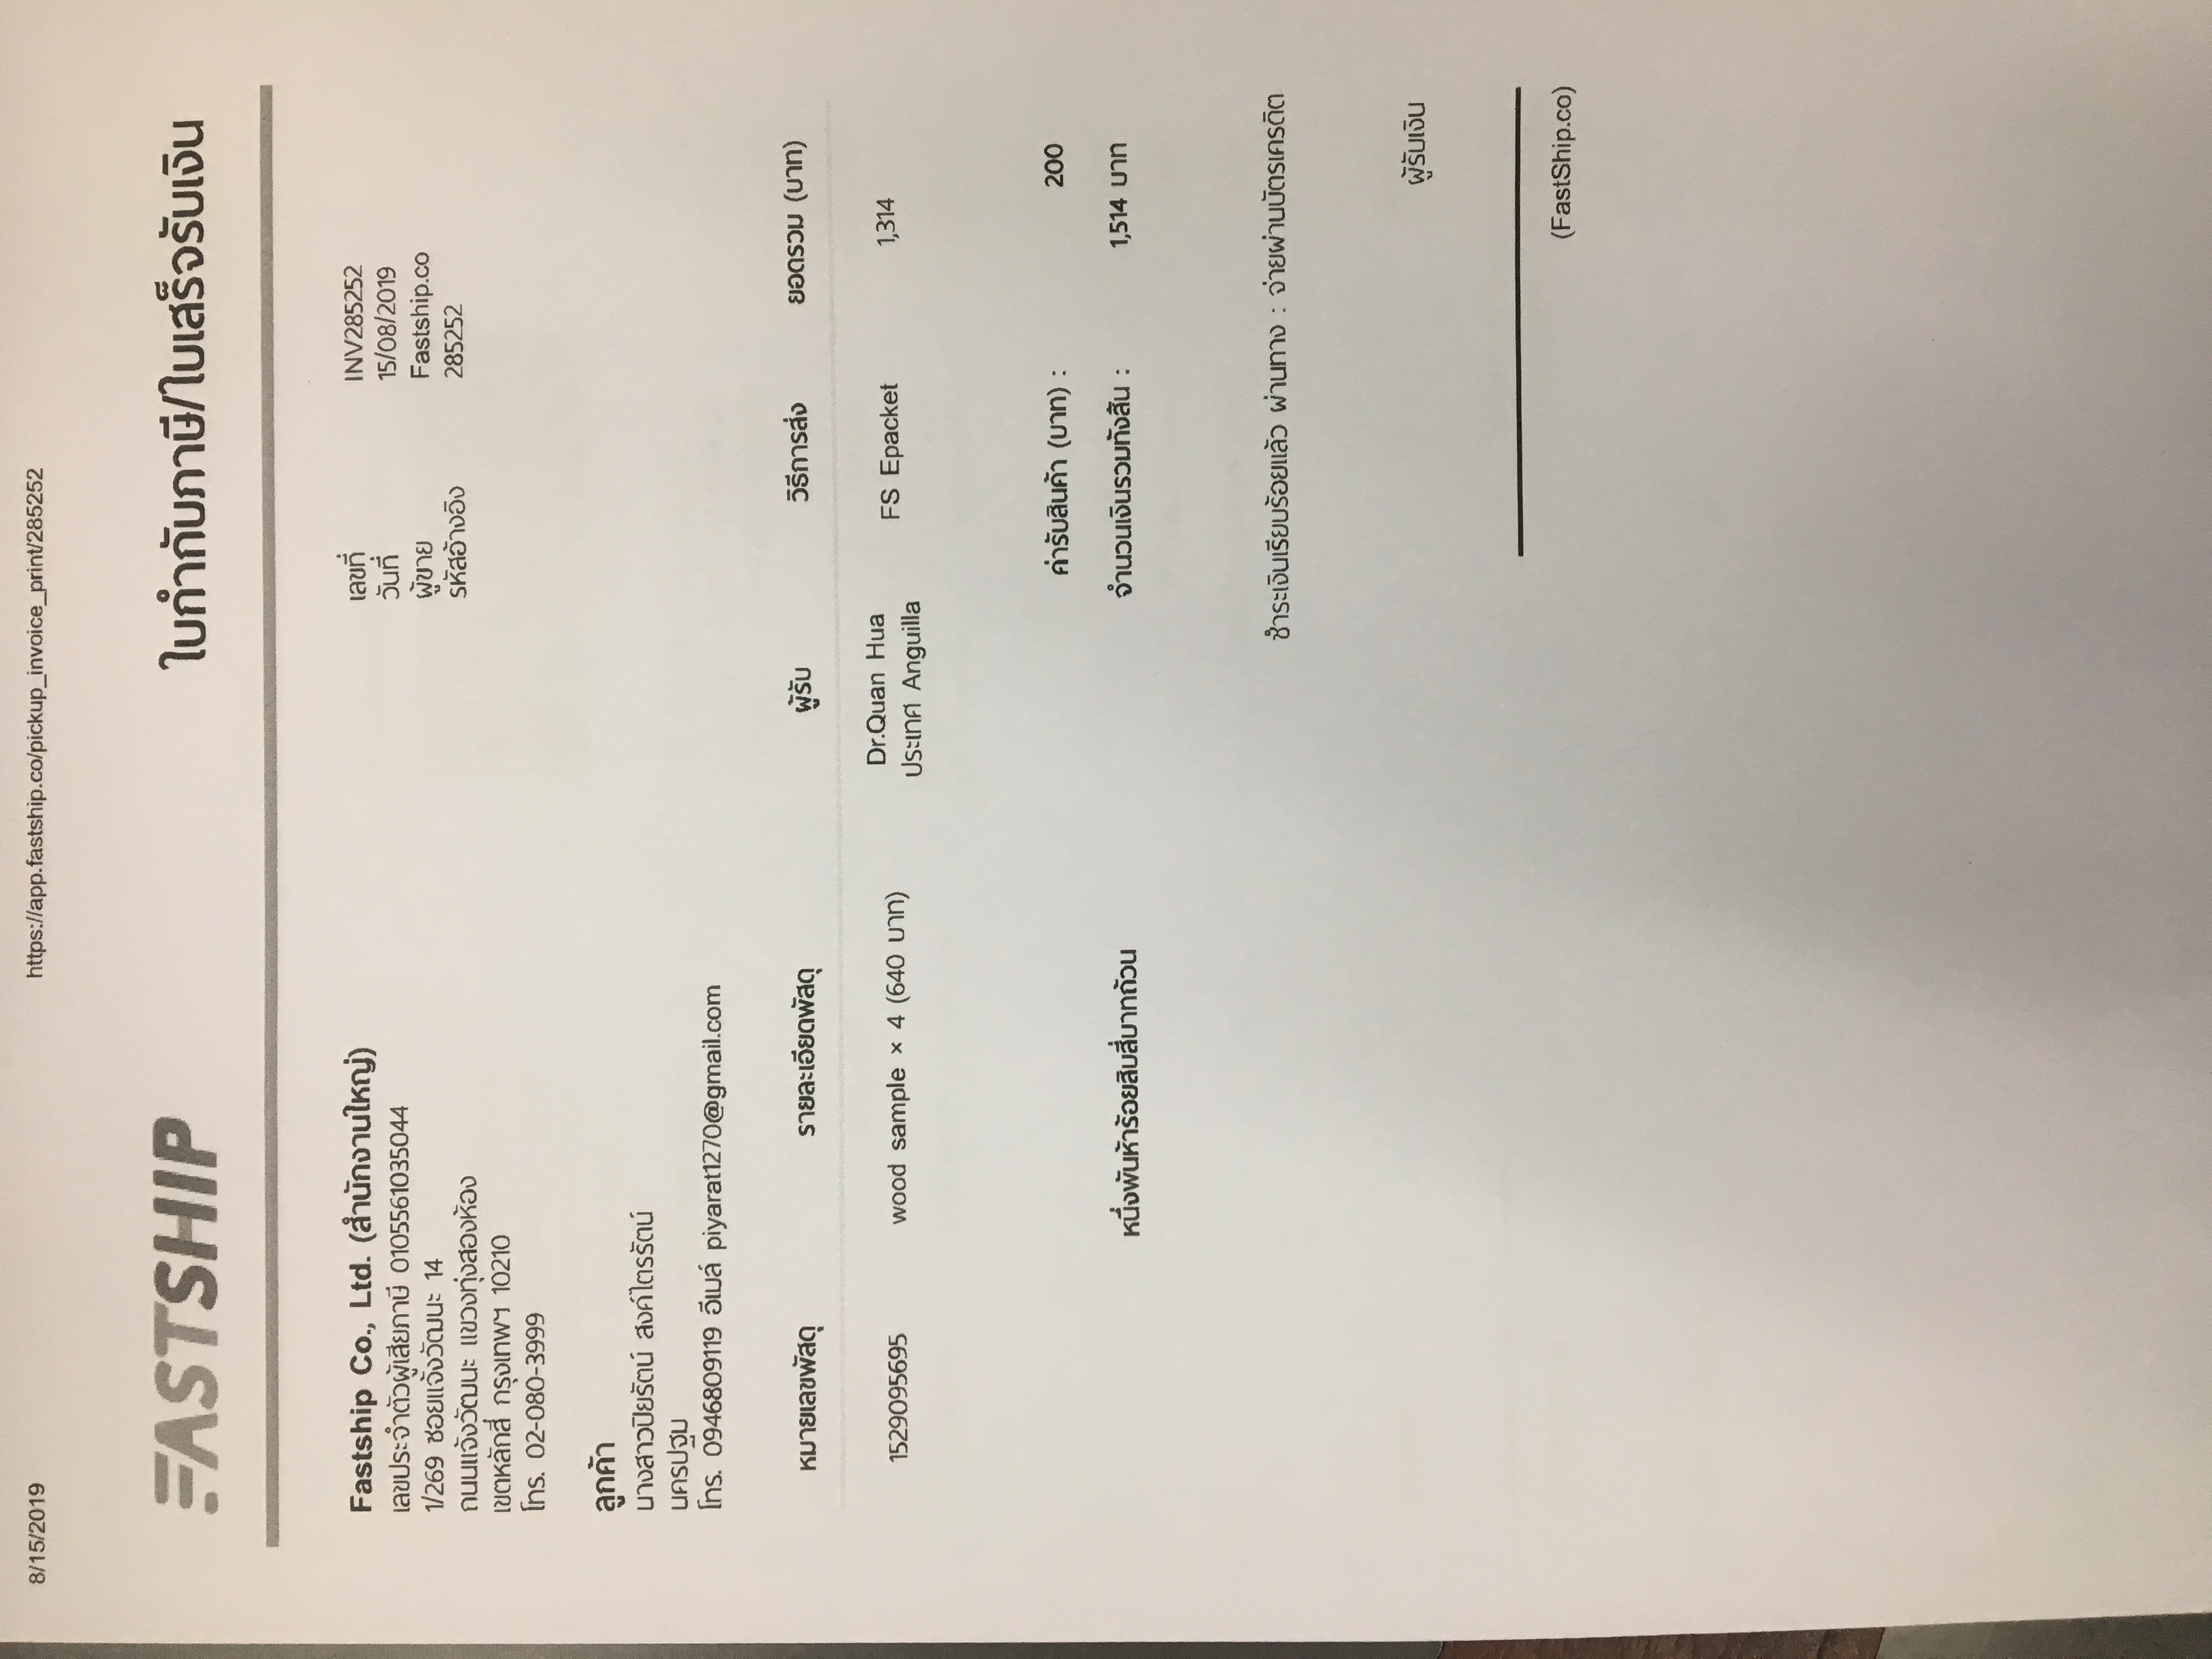 8/15/2019 https://app.fastship.co/pickup_invoice_print/285252
FASTSHIP ใบกำกับภาษี/ใบเสร็จรับเงิน
Fastship Co., Ltd. (สำนักงานใหญ่)
เลขประจำตัวผู้เสียภาษี 0105561035044
1/269 ซอยแจ้งวัฒนะ 14
ถนนแจ้งวัฒนะ แขวงทุ่งสองห้อง
เขตหลักสี่ กรุงเทพฯ 10210
โทร. 02-080-3999
เลขที่ INV285252
วันที่ 15/08/2019
ผู้ขาย Fastship.co
รหัสอ้างอิง 285252
ลูกค้า
นางสาวปิยรัตน์ สงค์ไตรรัตน์
นครปฐม
โทร. 0946809119 อีเมล์ piyarat1270@gmail.com
หมายเลขพัสดุ รายละเอียดพัสดุ ผู้รับ วิธีการส่ง ยอดรวม (บาท)
1529095695 wood sample × 4 (640 บาท) Dr.Quan Hua FS Epacket 1,314
ประเทศ Anguilla
ค่ารับสินค้า (บาท) : 200
หนึ่งพันห้าร้อยสิบสี่บาทถ้วน จำนวนเงินรวมทั้งสิ้น : 1,514 บาท
ชำระเงินเรียบร้อยแล้ว ผ่านทาง : จ่ายผ่านบัตรเครดิต
ผู้รับเงิน
(FastShip.co)